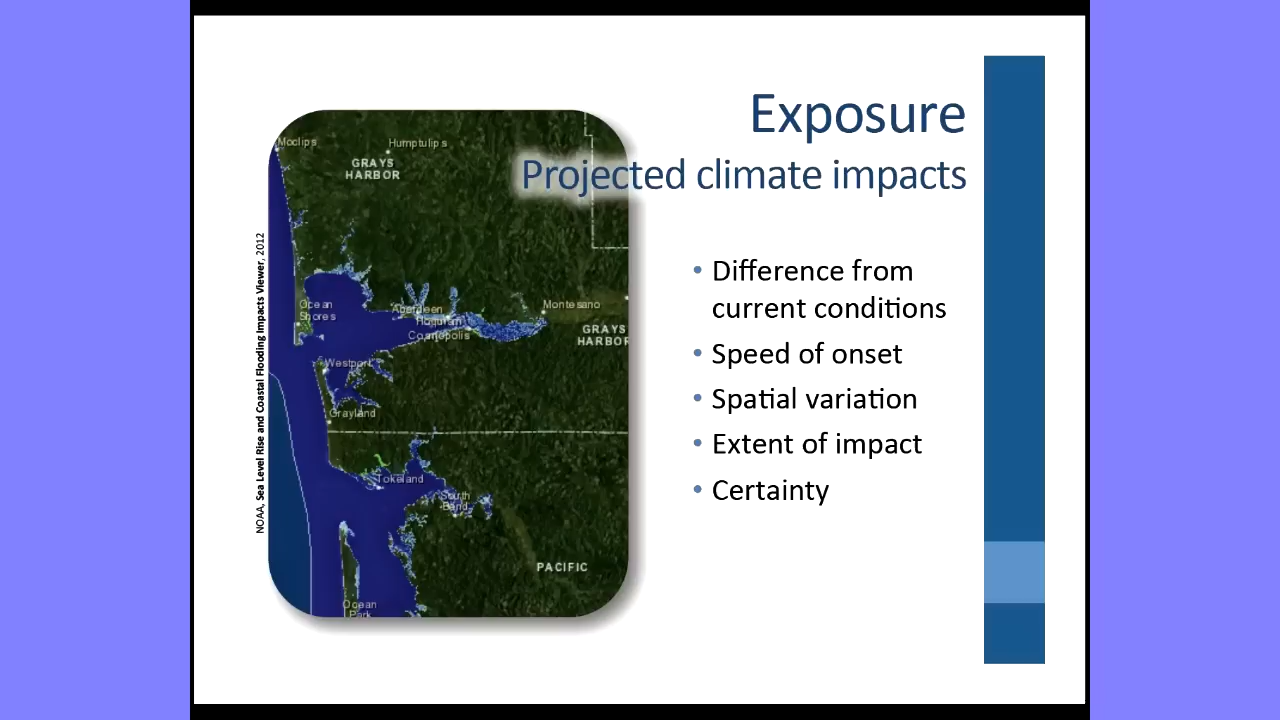 Exposure
Projected climate impacts
• Difference from
current conditions
• Speed of onset
• Spatial variation
• Extent of impact
• Certainty
NOAA, Sea Level Rise and Coastal Flooding Impacts Viewer, 2012
Moclips
Humptulips
GRAYS
HARBOR
Ocean
Shores
Aberdeen
Hoquiam
Cosmopolis
Montesano
GRAYS
HARBOR
Westport
Grayland
Tokeland
South
Bend
PACIFIC
Ocean
Park